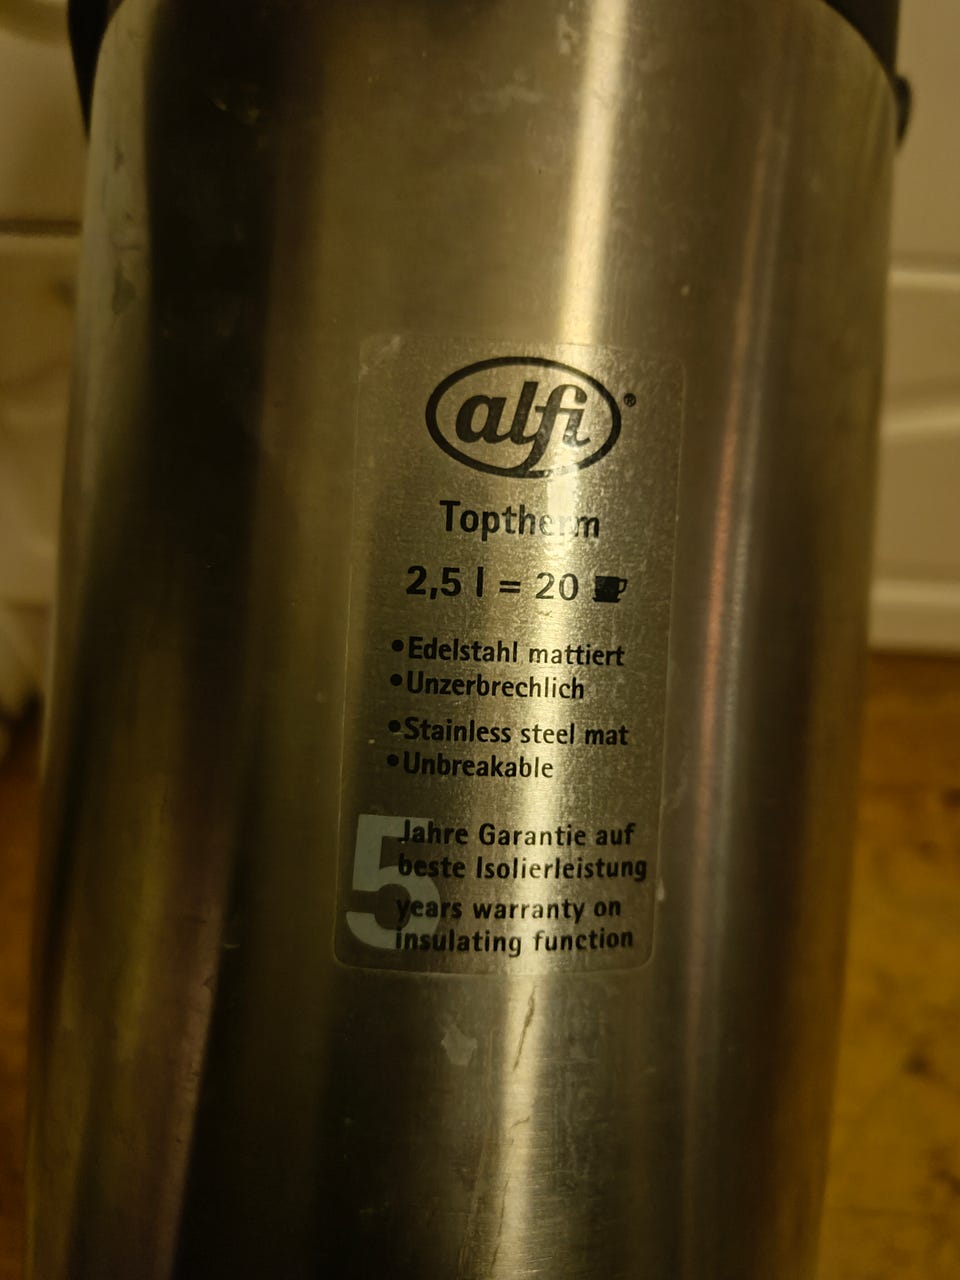 alfi®
Toptherm
2,5 l = 20
•Edelstahl mattiert
•Unzerbrechlich
•Stainless steel mat
•Unbreakable
5 Jahre Garantie auf
beste Isolierleistung
years warranty on
insulating function